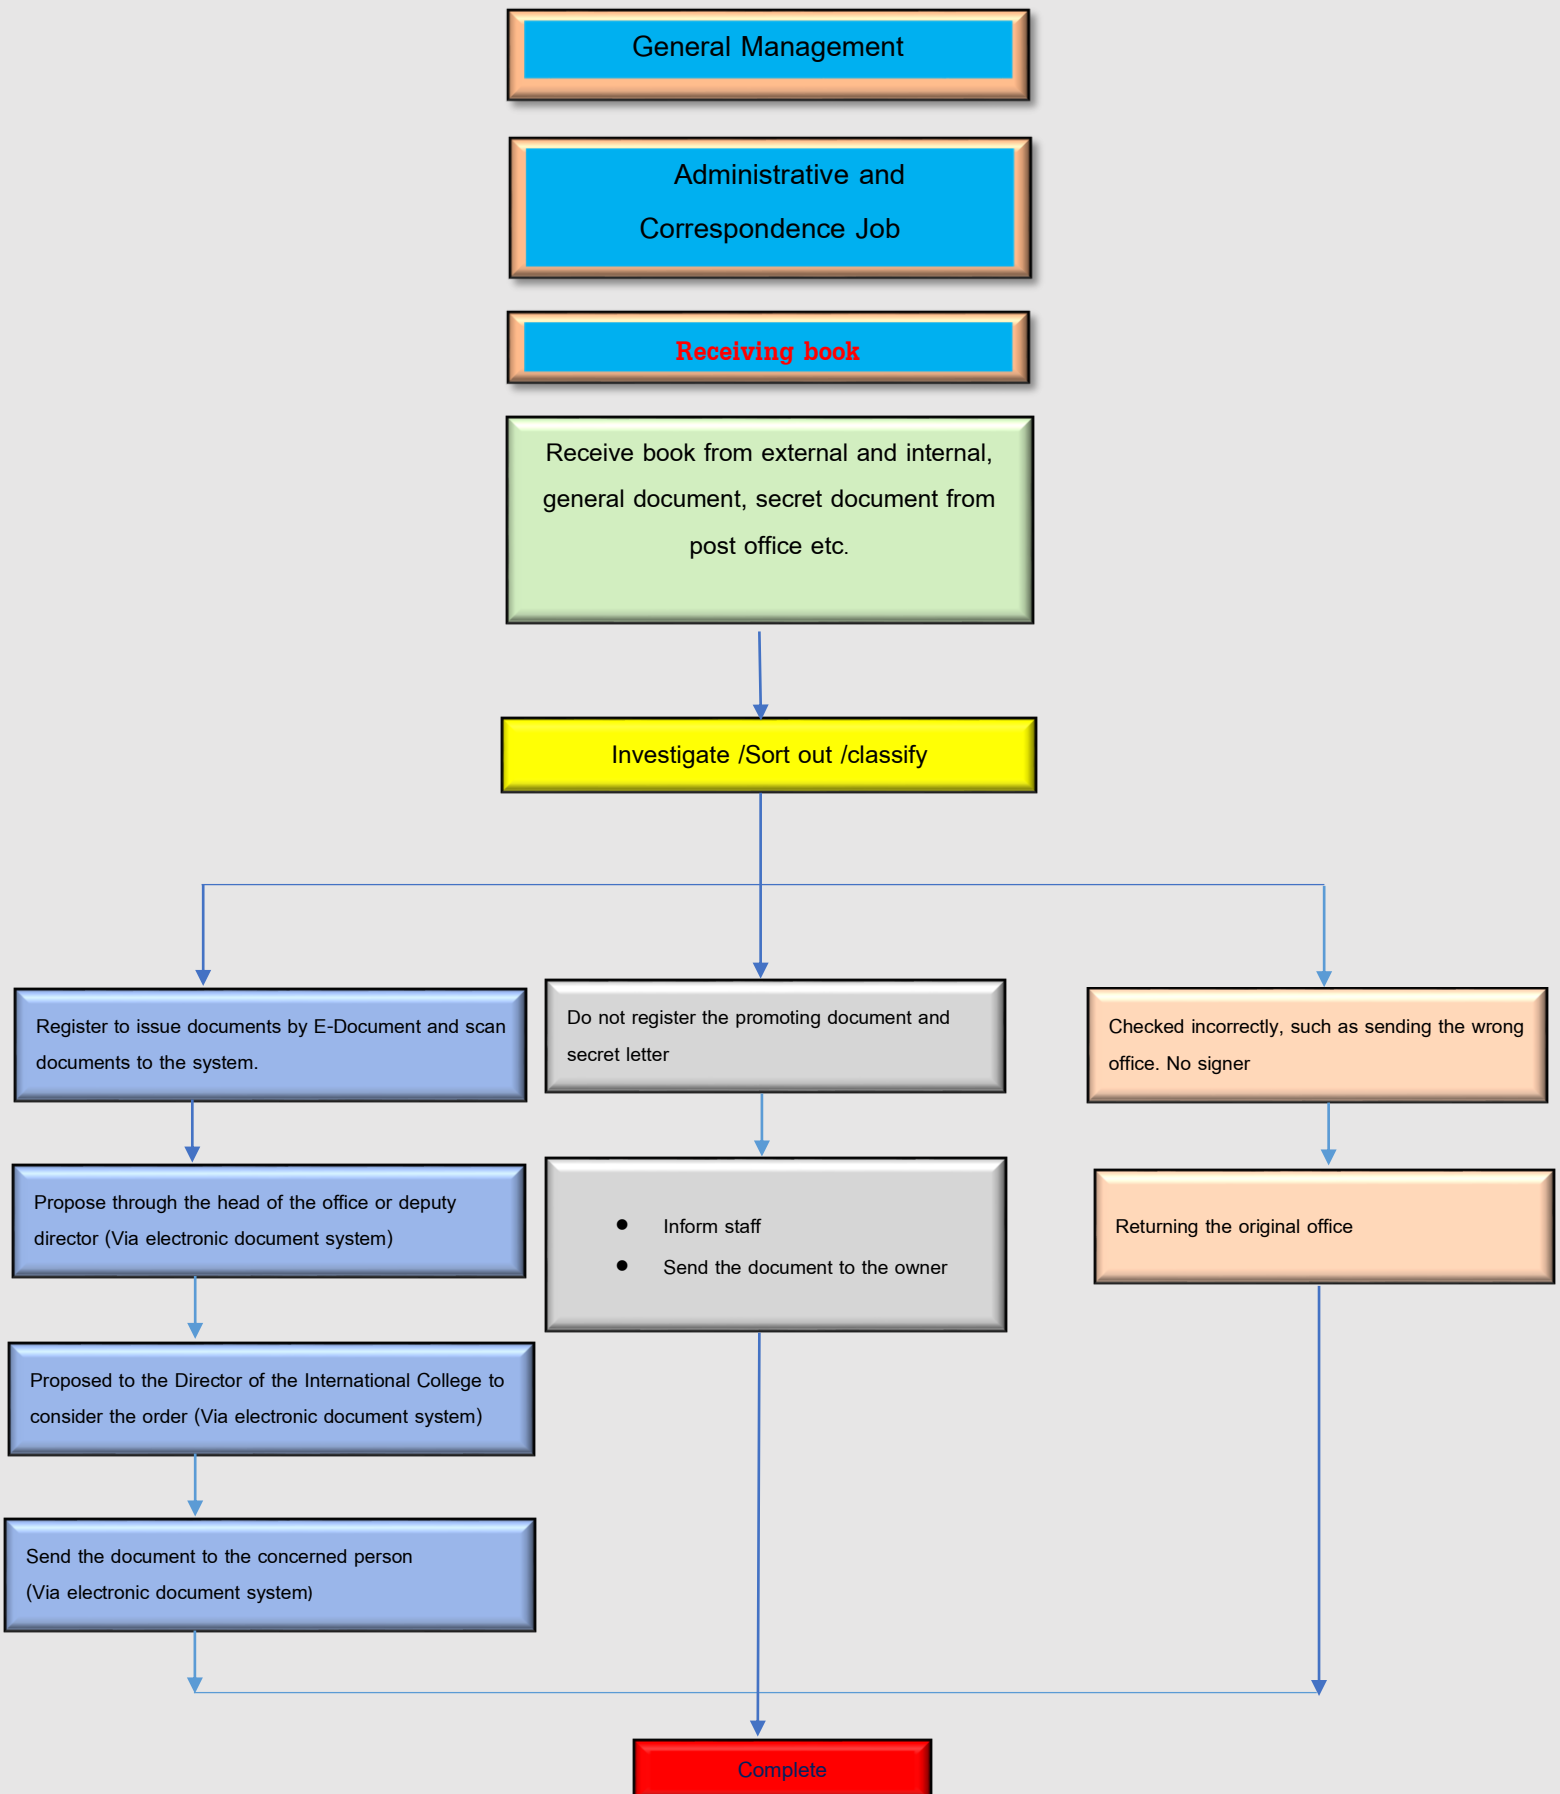 General Management
Administrative and
Correspondence Job
Receiving book
Receive book from external and internal,
general document, secret document from
post office etc.
Investigate /Sort out /classify
Register to issue documents by E-Document and scan
documents to the system.
Do not register the promoting document and
secret letter
Checked incorrectly, such as sending the wrong
office. No signer
Propose through the head of the office or deputy
director (Via electronic document system)
● Inform staff
● Send the document to the owner
Returning the original office
Proposed to the Director of the International College to
consider the order (Via electronic document system)
Send the document to the concerned person
(Via electronic document system)
Complete